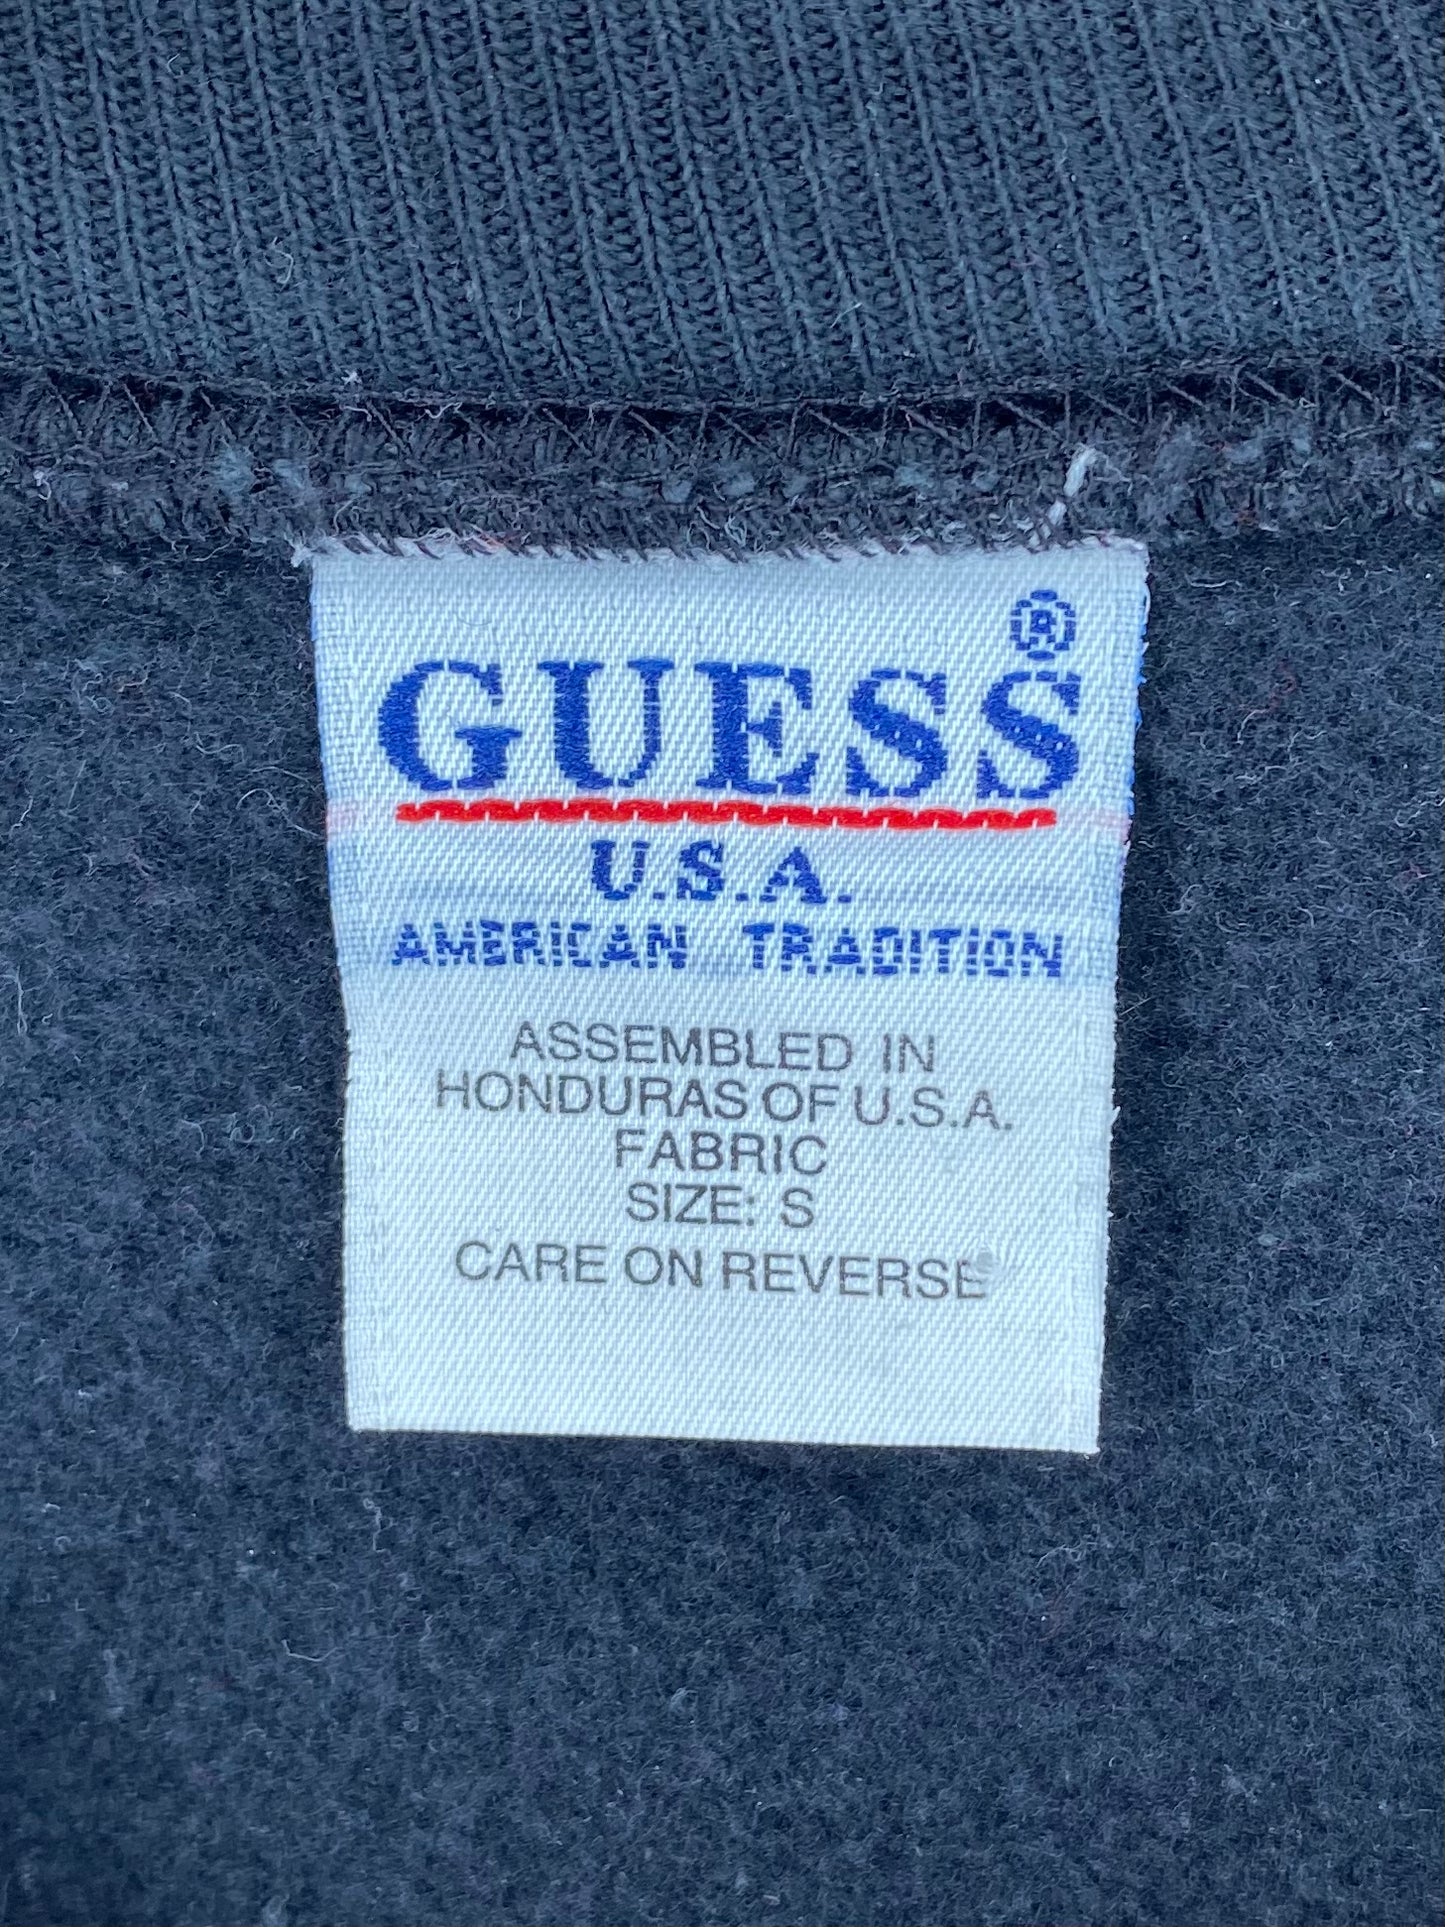 ®
GUESS
U.S.A.
AMERICAN TRADITION
ASSEMBLED IN
HONDURAS OF U.S.A.
FABRIC
SIZE: S
CARE ON REVERSE